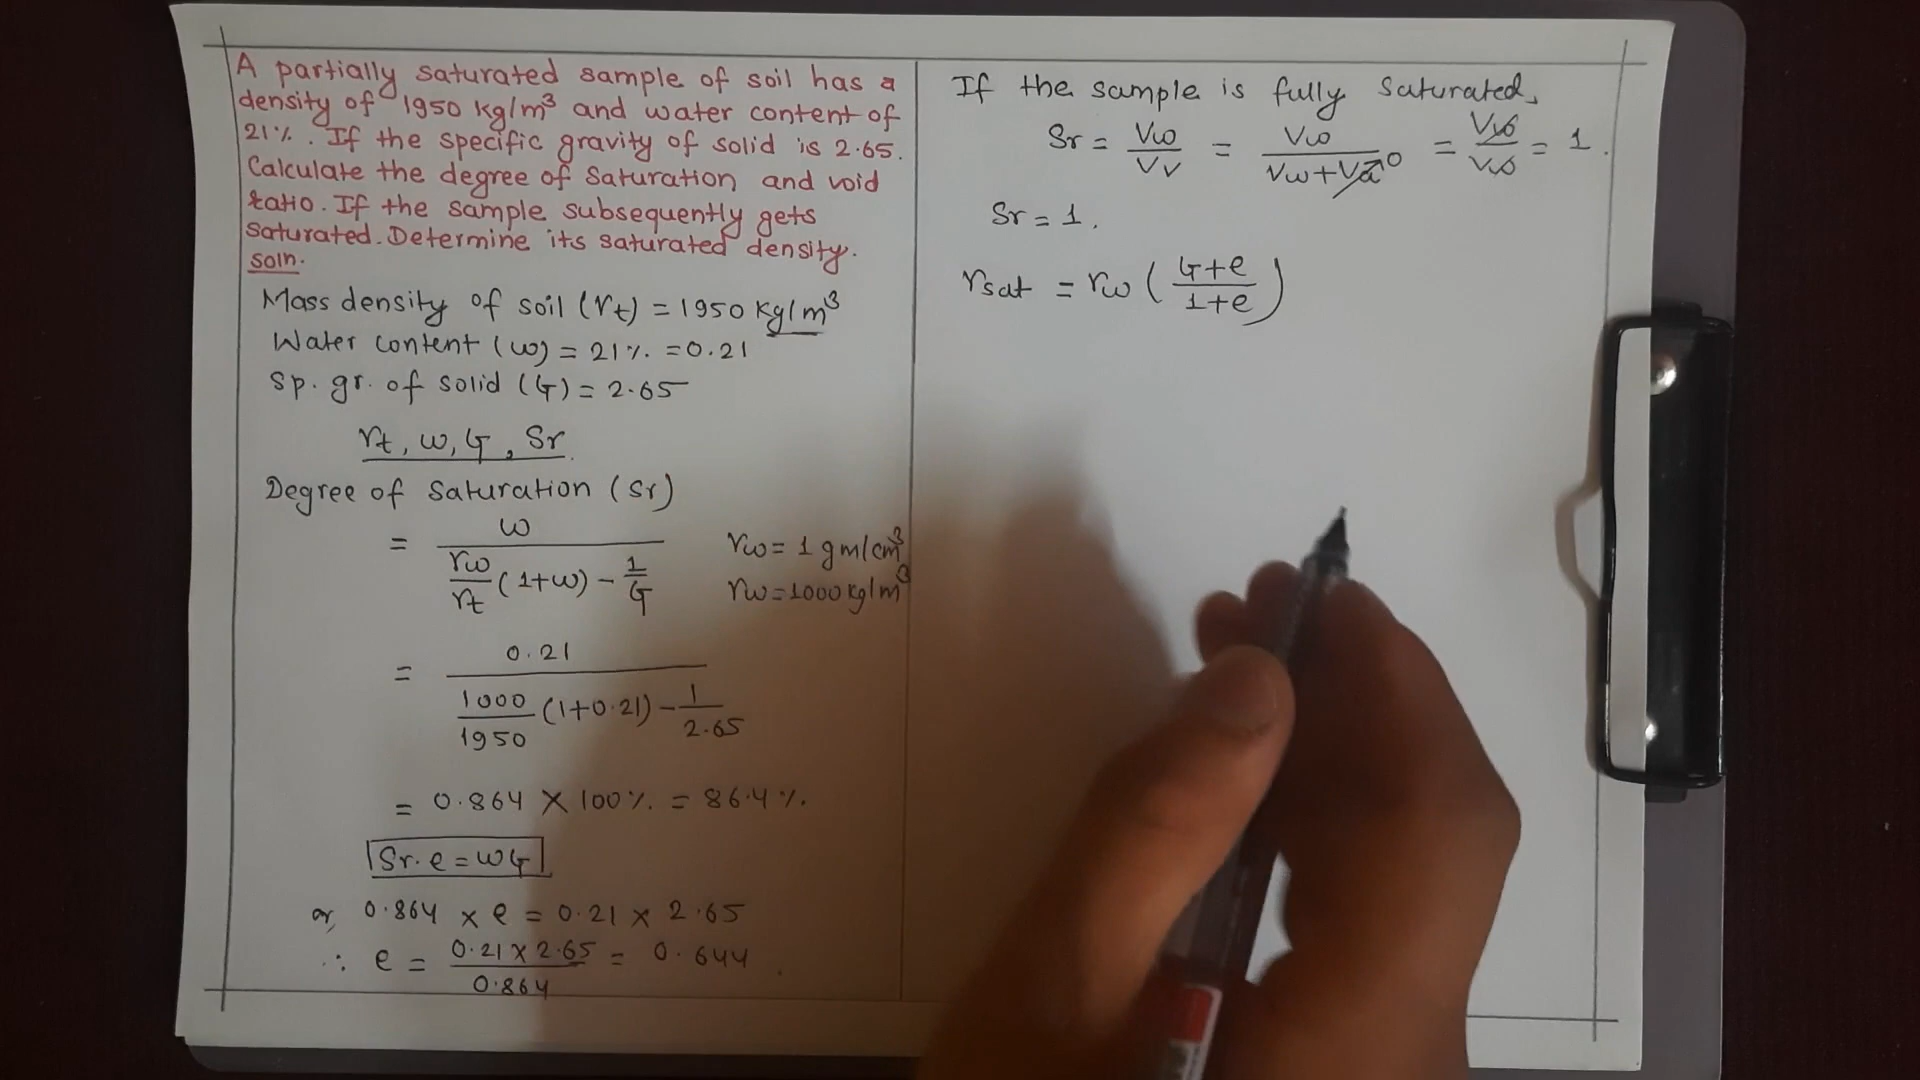 A partially saturated sample of soil has a
density of 1950 kg/m³ and water content of
21%. If the specific gravity of solid is 2.65.
Calculate the degree of saturation and void
ratio. If the sample subsequently gets
saturated. Determine its saturated density.
soln.
Mass density of soil (γt) = 1950 kg/m³
Water content (w) = 21% = 0.21
Sp. gr. of solid (G) = 2.65
γt, w, G, Sr.
Degree of saturation (Sr)
= w / (γw/γt (1+w) - 1/G)
γw = 1 gm/cm³
γw = 1000 kg/m³
= 0.21 / (1000/1950 (1+0.21) - 1/2.65)
= 0.864 × 100% = 86.4%.
Sr. e = wG
or, 0.864 × e = 0.21 × 2.65
∴ e = 0.21 × 2.65 / 0.864 = 0.644
If the sample is fully saturated,
Sr = Vw/Vv = Vw/(Vw+Va→0) = Vw/Vw = 1.
Sr = 1.
γsat = γw ((G+e)/(1+e))